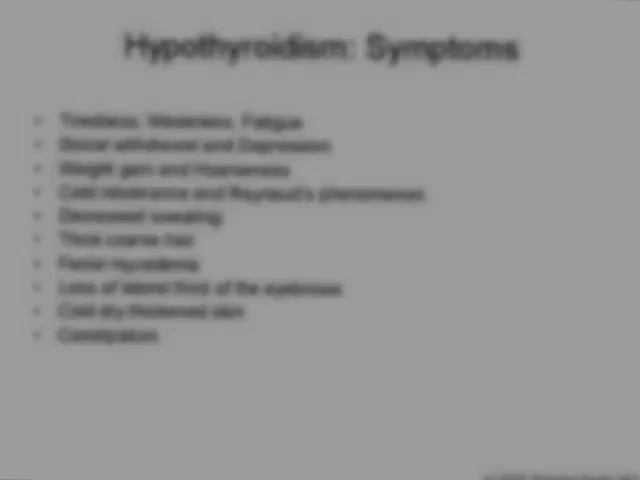 Hypothyroidism: Symptoms
• Tiredness, Weakness, Fatigue
• Social withdrawal and Depression
• Weight gain and Hoarseness
• Cold intolerance and Raynaud's phenomenon
• Decreased sweating
• Thick coarse hair
• Facial myxedema
• Loss of lateral third of the eyebrows
• Cold dry thickened skin
• Constipation